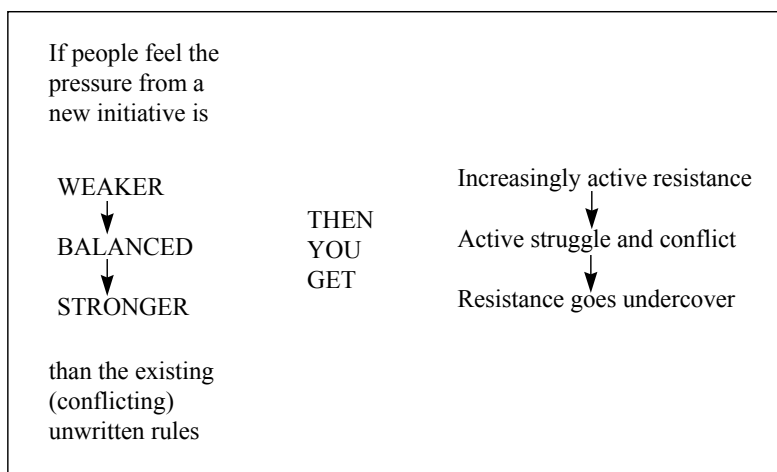 If people feel the
pressure from a
new initiative is
WEAKER
BALANCED
STRONGER
than the existing
(conflicting)
unwritten rules
THEN
YOU
GET
Increasingly active resistance
Active struggle and conflict
Resistance goes undercover